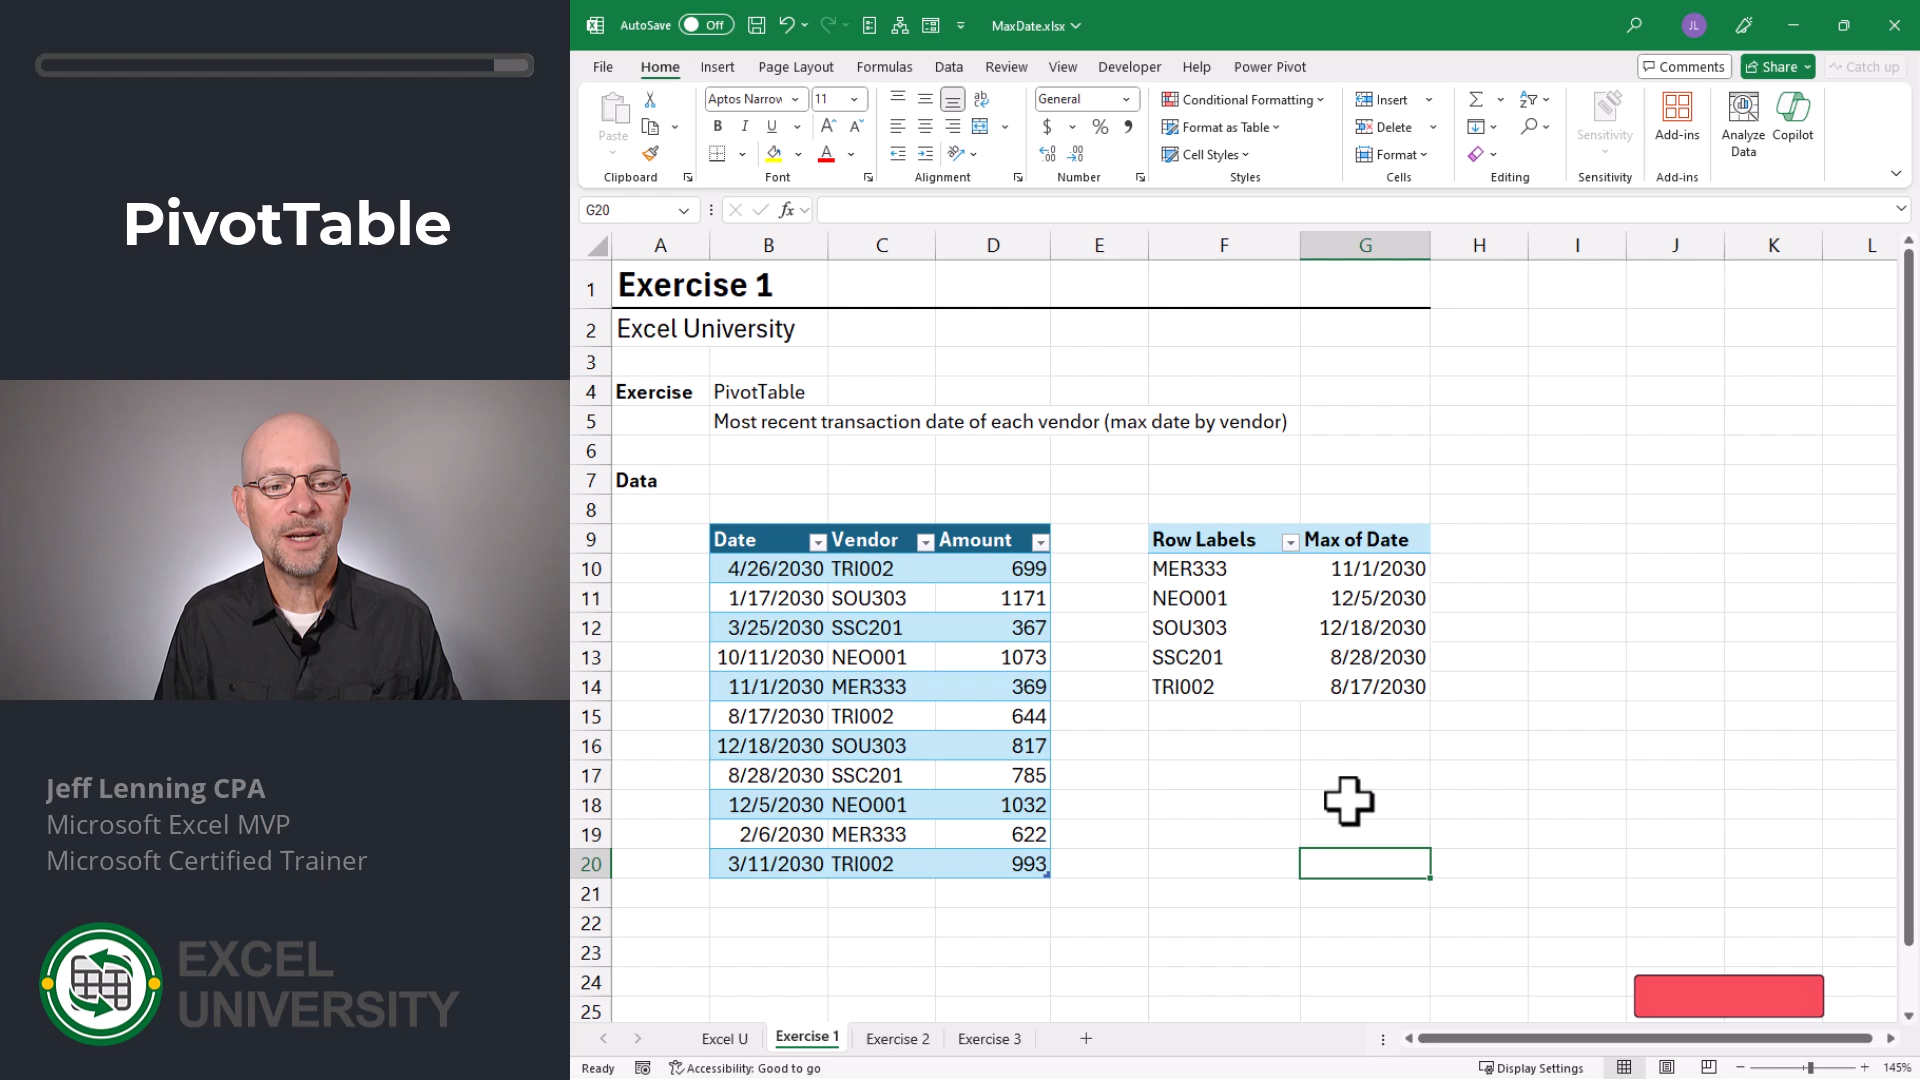 PivotTable
Jeff Lenning CPA
Microsoft Excel MVP
Microsoft Certified Trainer
EXCEL
UNIVERSITY
AutoSave Off MaxDate.xlsx JL
File Home Insert Page Layout Formulas Data Review View Developer Help Power Pivot Comments Share Catch up
Paste
Clipboard
Aptos Narrow 11
B I U A A
A
Font
ab
Alignment
General
$ % 9
Number
Conditional Formatting
Format as Table
Cell Styles
Styles
Insert
Delete
Format
Cells
Editing
Sensitivity
Sensitivity
Add-ins
Add-ins
Analyze
Data
Copilot
G20 fx
A B C D E F G H I J K L
1 Exercise 1
2 Excel University
3
4 Exercise PivotTable
5 Most recent transaction date of each vendor (max date by vendor)
6
7 Data
8
9 Date Vendor Amount Row Labels Max of Date
10 4/26/2030 TRI002 699 MER333 11/1/2030
11 1/17/2030 SOU303 1171 NEO001 12/5/2030
12 3/25/2030 SSC201 367 SOU303 12/18/2030
13 10/11/2030 NEO001 1073 SSC201 8/28/2030
14 11/1/2030 MER333 369 TRI002 8/17/2030
15 8/17/2030 TRI002 644
16 12/18/2030 SOU303 817
17 8/28/2030 SSC201 785
18 12/5/2030 NEO001 1032
19 2/6/2030 MER333 622
20 3/11/2030 TRI002 993
21
22
23
24
25
Excel U Exercise 1 Exercise 2 Exercise 3
Ready Accessibility: Good to go Display Settings 145%